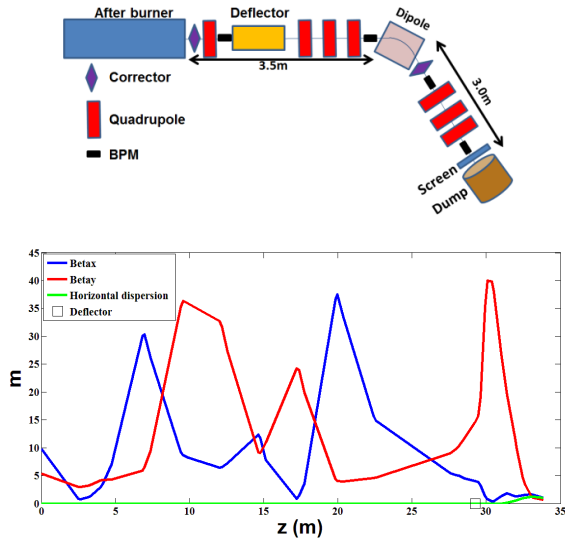 After burner
Deflector
Dipole
3.5m
3.0m
Corrector
Quadrupole
BPM
Screen
Dump
45
40
35
30
25
20
15
10
5
0
m
Betax
Betay
Horizontal dispersion
Deflector
0 5 10 15 20 25 30 35
z (m)